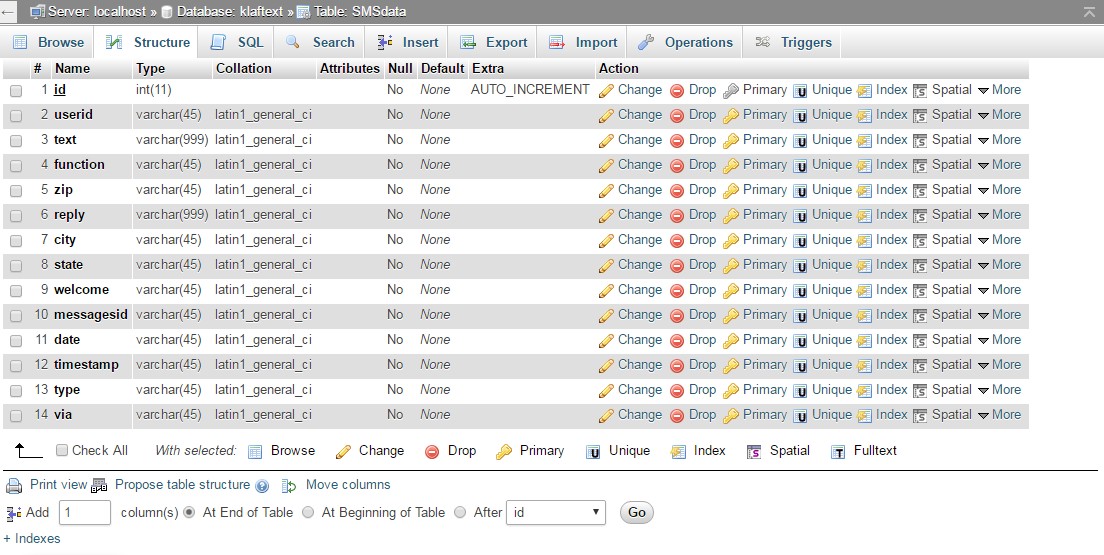 Server: localhost » Database: klaftext » Table: SMSdata
Browse Structure SQL Search Insert Export Import Operations Triggers
# Name Type Collation Attributes Null Default Extra Action
1 id int(11) No None AUTO_INCREMENT Change Drop Primary Unique Index Spatial More
2 userid varchar(45) latin1_general_ci No None Change Drop Primary Unique Index Spatial More
3 text varchar(999) latin1_general_ci No None Change Drop Primary Unique Index Spatial More
4 function varchar(45) latin1_general_ci No None Change Drop Primary Unique Index Spatial More
5 zip varchar(45) latin1_general_ci No None Change Drop Primary Unique Index Spatial More
6 reply varchar(999) latin1_general_ci No None Change Drop Primary Unique Index Spatial More
7 city varchar(45) latin1_general_ci No None Change Drop Primary Unique Index Spatial More
8 state varchar(45) latin1_general_ci No None Change Drop Primary Unique Index Spatial More
9 welcome varchar(45) latin1_general_ci No None Change Drop Primary Unique Index Spatial More
10 messagesid varchar(45) latin1_general_ci No None Change Drop Primary Unique Index Spatial More
11 date varchar(45) latin1_general_ci No None Change Drop Primary Unique Index Spatial More
12 timestamp varchar(45) latin1_general_ci No None Change Drop Primary Unique Index Spatial More
13 type varchar(45) latin1_general_ci No None Change Drop Primary Unique Index Spatial More
14 via varchar(45) latin1_general_ci No None Change Drop Primary Unique Index Spatial More
Check All With selected: Browse Change Drop Primary Unique Index Spatial Fulltext
Print view Propose table structure Move columns
Add 1 column(s) At End of Table At Beginning of Table After id Go
+ Indexes